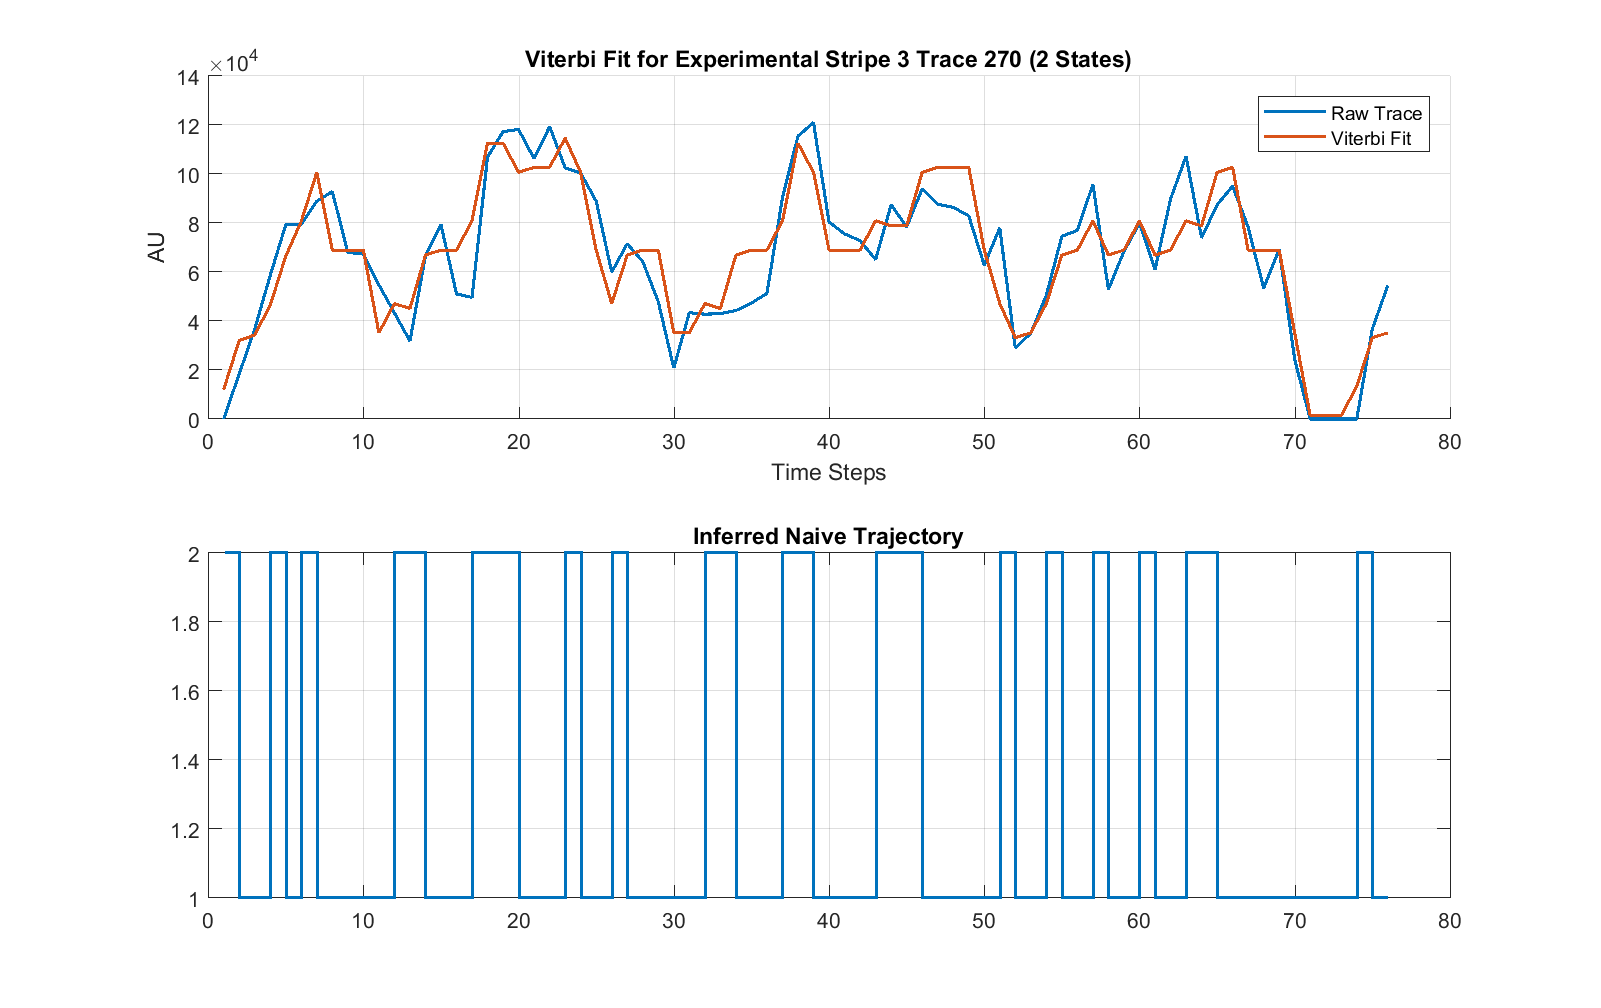 Viterbi Fit for Experimental Stripe 3 Trace 270 (2 States)
×10⁴
14
12
10
8
6
4
2
0
AU
Raw Trace
Viterbi Fit
0 10 20 30 40 50 60 70 80
Time Steps
Inferred Naive Trajectory
2
1.8
1.6
1.4
1.2
1
0 10 20 30 40 50 60 70 80